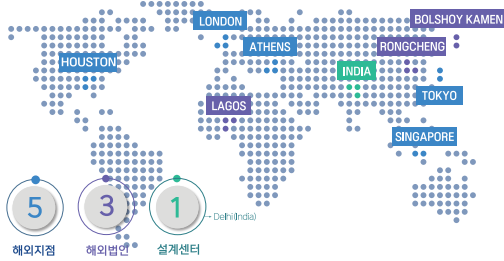 LONDON
BOLSHOY KAMEN
ATHENS
RONGCHENG
HOUSTON
INDIA
TOKYO
LAGOS
SINGAPORE
5
3
1
Delhi(India)
해외지점
해외법인
설계센터